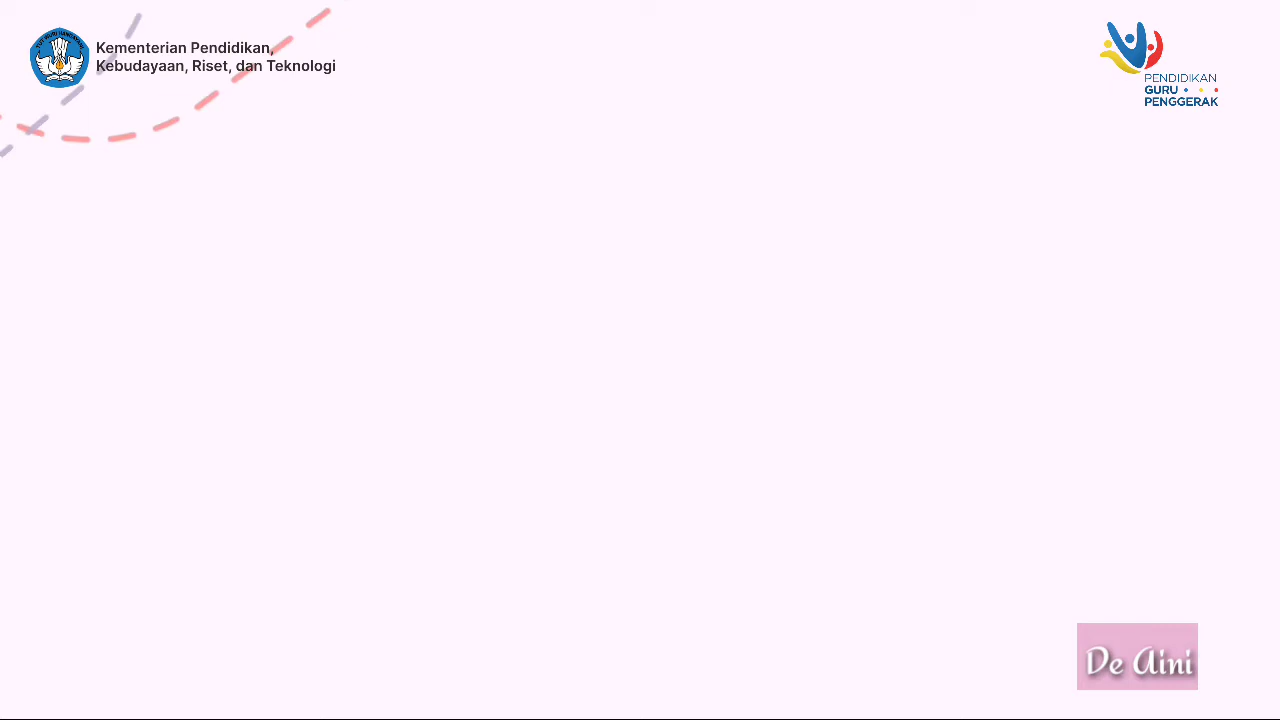 Kementerian Pendidikan,
Kebudayaan, Riset, dan Teknologi
PENDIDIKAN
GURU
PENGGERAK
De Aini